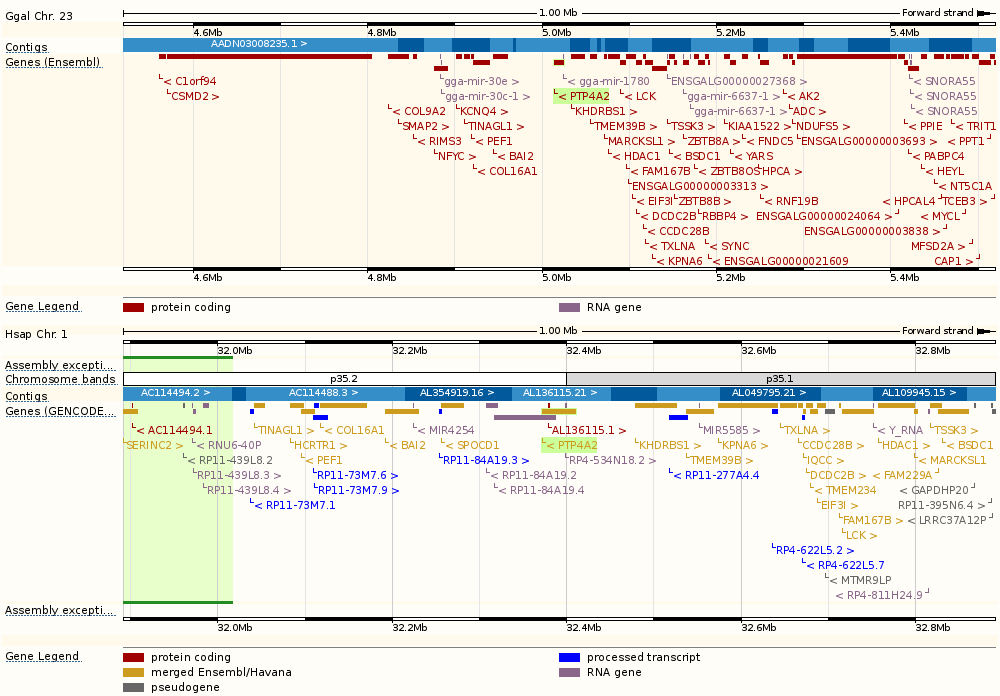 Ggal Chr. 23
1.00 Mb Forward strand
4.6Mb 4.8Mb 5.0Mb 5.2Mb 5.4Mb
Contigs AADN03008235.1 >
Genes (Ensembl)
< C1orf94 gga-mir-30e > < gga-mir-1780 ENSGALG00000027368 > < SNORA55
CSMD2 > gga-mir-30c-1 > < PTP4A2 < LCK gga-mir-6637-1 > < AK2 < SNORA55
< COL9A2 KCNQ4 > KHDRBS1 > gga-mir-6637-1 > ADC > < SNORA55
SMAP2 > TINAGL1 > TMEM39B > TSSK3 > KIAA1522 > NDUFS5 > < PPIE < TRIT1
< RIMS3 < PEF1 MARCKSL1 > ZBTB8A > < FNDC5 ENSGALG00000003693 > < PPT1
NFYC > < BAI2 < HDAC1 < BSDC1 < YARS < PABPC4
< COL16A1 < FAM167B < ZBTB8OS HPCA > < HEYL
ENSGALG00000003313 > < NT5C1A
< EIF3I ZBTB8B > < RNF19B < HPCAL4 TCEB3 >
< DCDC2B RBBP4 > ENSGALG00000024064 > < MYCL
< CCDC28B ENSGALG00000003838 >
< TXLNA < SYNC MFSD2A >
< KPNA6 < ENSGALG00000021609 CAP1 >
4.6Mb 4.8Mb 5.0Mb 5.2Mb 5.4Mb
Gene Legend protein coding RNA gene
Hsap Chr. 1
1.00 Mb Forward strand
32.0Mb 32.2Mb 32.4Mb 32.6Mb 32.8Mb
Assembly excepti...
Chromosome bands p35.2 p35.1
Contigs AC114494.2 > AC114488.3 > AL354919.16 > AL136115.21 > AL049795.21 > AL109945.15 >
Genes (GENCODE...
< AC114494.1 TINAGL1 > < COL16A1 < MIR4254 AL136115.1 > MIR5585 > TXLNA > < Y_RNA TSSK3 >
SERINC2 > < RNU6-40P HCRTR1 > < BAI2 < SPOCD1 < PTP4A2 KHDRBS1 > KPNA6 > CCDC28B > HDAC1 > < BSDC1
< RP11-439L8.2 < PEF1 RP11-84A19.3 > RP4-534N18.2 > TMEM39B > IQCC > < MARCKSL1
RP11-439L8.3 > RP11-73M7.6 > < RP11-84A19.2 < RP11-277A4.4 DCDC2B > < FAM229A
RP11-439L8.4 > RP11-73M7.9 > < RP11-84A19.4 < TMEM234 < GAPDHP20
< RP11-73M7.1 EIF3I > RP11-395N6.4 >
FAM167B > < LRRC37A12P
LCK >
RP4-622L5.2 >
< RP4-622L5.7
< MTMR9LP
< RP4-811H24.9
Assembly excepti...
32.0Mb 32.2Mb 32.4Mb 32.6Mb 32.8Mb
Gene Legend protein coding processed transcript
merged Ensembl/Havana RNA gene
pseudogene